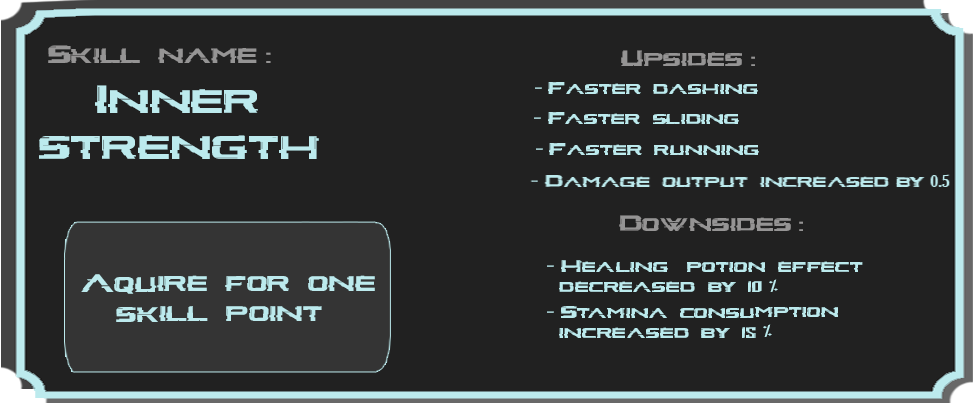 Skill name:
Inner
strength
Aquire for one
skill point
Upsides:
- Faster dashing
- Faster sliding
- Faster running
- Damage output increased by 0.5
Downsides:
- Healing potion effect
decreased by 10 %
- Stamina consumption
increased by 15 %